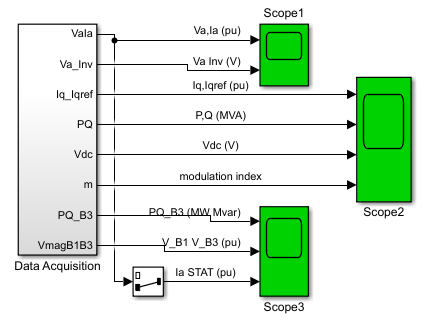 Scope1
VaIa
Va,Ia (pu)
Va_Inv
Va Inv (V)
Iq_Iqref
Iq,Iqref (pu)
PQ
P,Q (MVA)
Vdc
Vdc (V)
m
modulation index
Scope2
PQ_B3
PQ_B3 (MW,Mvar)
VmagB1B3
V_B1 V_B3 (pu)
Data Acquisition
Ia STAT (pu)
Scope3